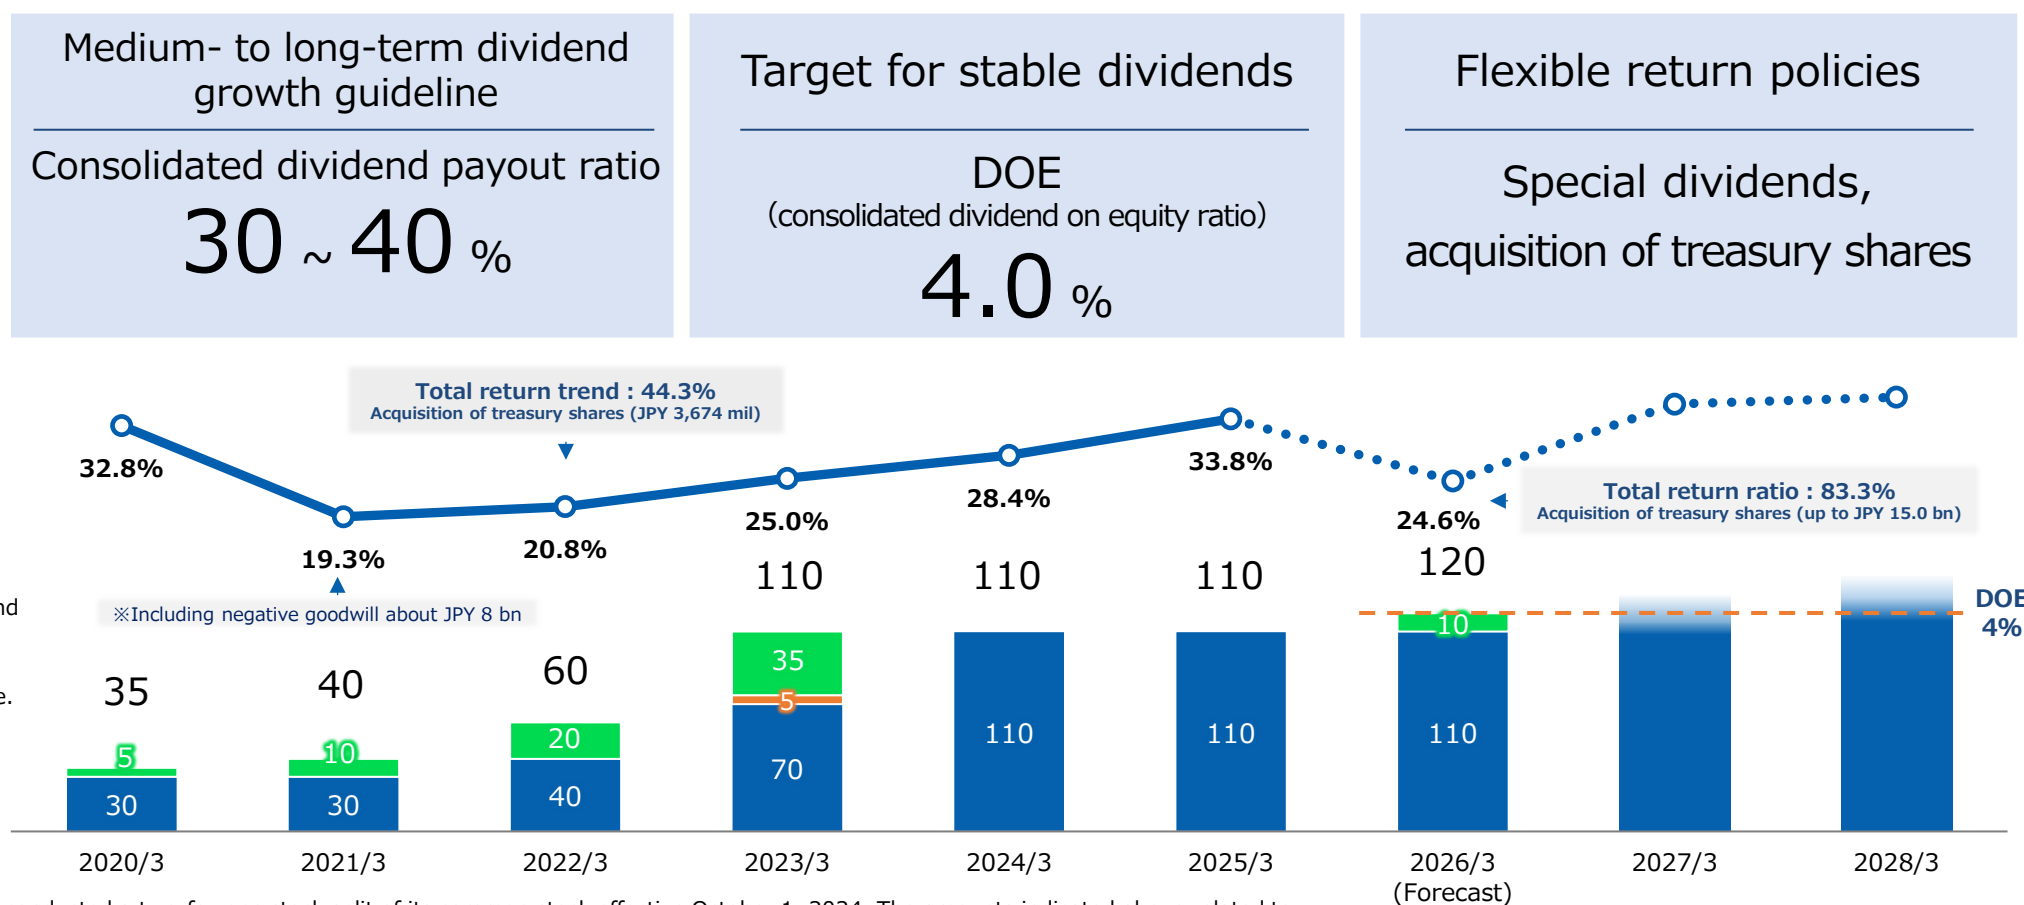 Medium- to long-term dividend
growth guideline
Consolidated dividend payout ratio
30 ~ 40 %
Target for stable dividends
DOE
(consolidated dividend on equity ratio)
4.0 %
Flexible return policies
Special dividends,
acquisition of treasury shares
Total return trend : 44.3%
Acquisition of treasury shares (JPY 3,674 mil)
32.8%
19.3%
20.8%
25.0%
28.4%
33.8%
24.6%
Total return ratio : 83.3%
Acquisition of treasury shares (up to JPY 15.0 bn)
※Including negative goodwill about JPY 8 bn
35
40
60
110
110
110
120
DOE
4%
5
30
10
30
20
40
35
5
70
110
110
10
110
2020/3
2021/3
2022/3
2023/3
2024/3
2025/3
2026/3
(Forecast)
2027/3
2028/3